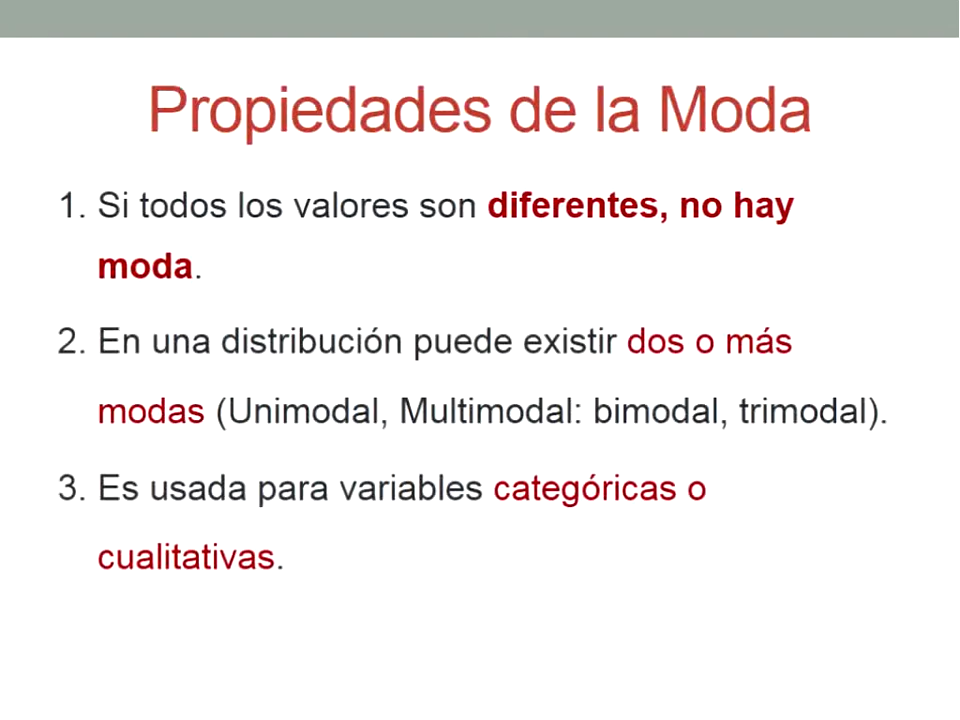 Propiedades de la Moda
1. Si todos los valores son diferentes, no hay
moda.
2. En una distribución puede existir dos o más
modas (Unimodal, Multimodal: bimodal, trimodal).
3. Es usada para variables categóricas o
cualitativas.